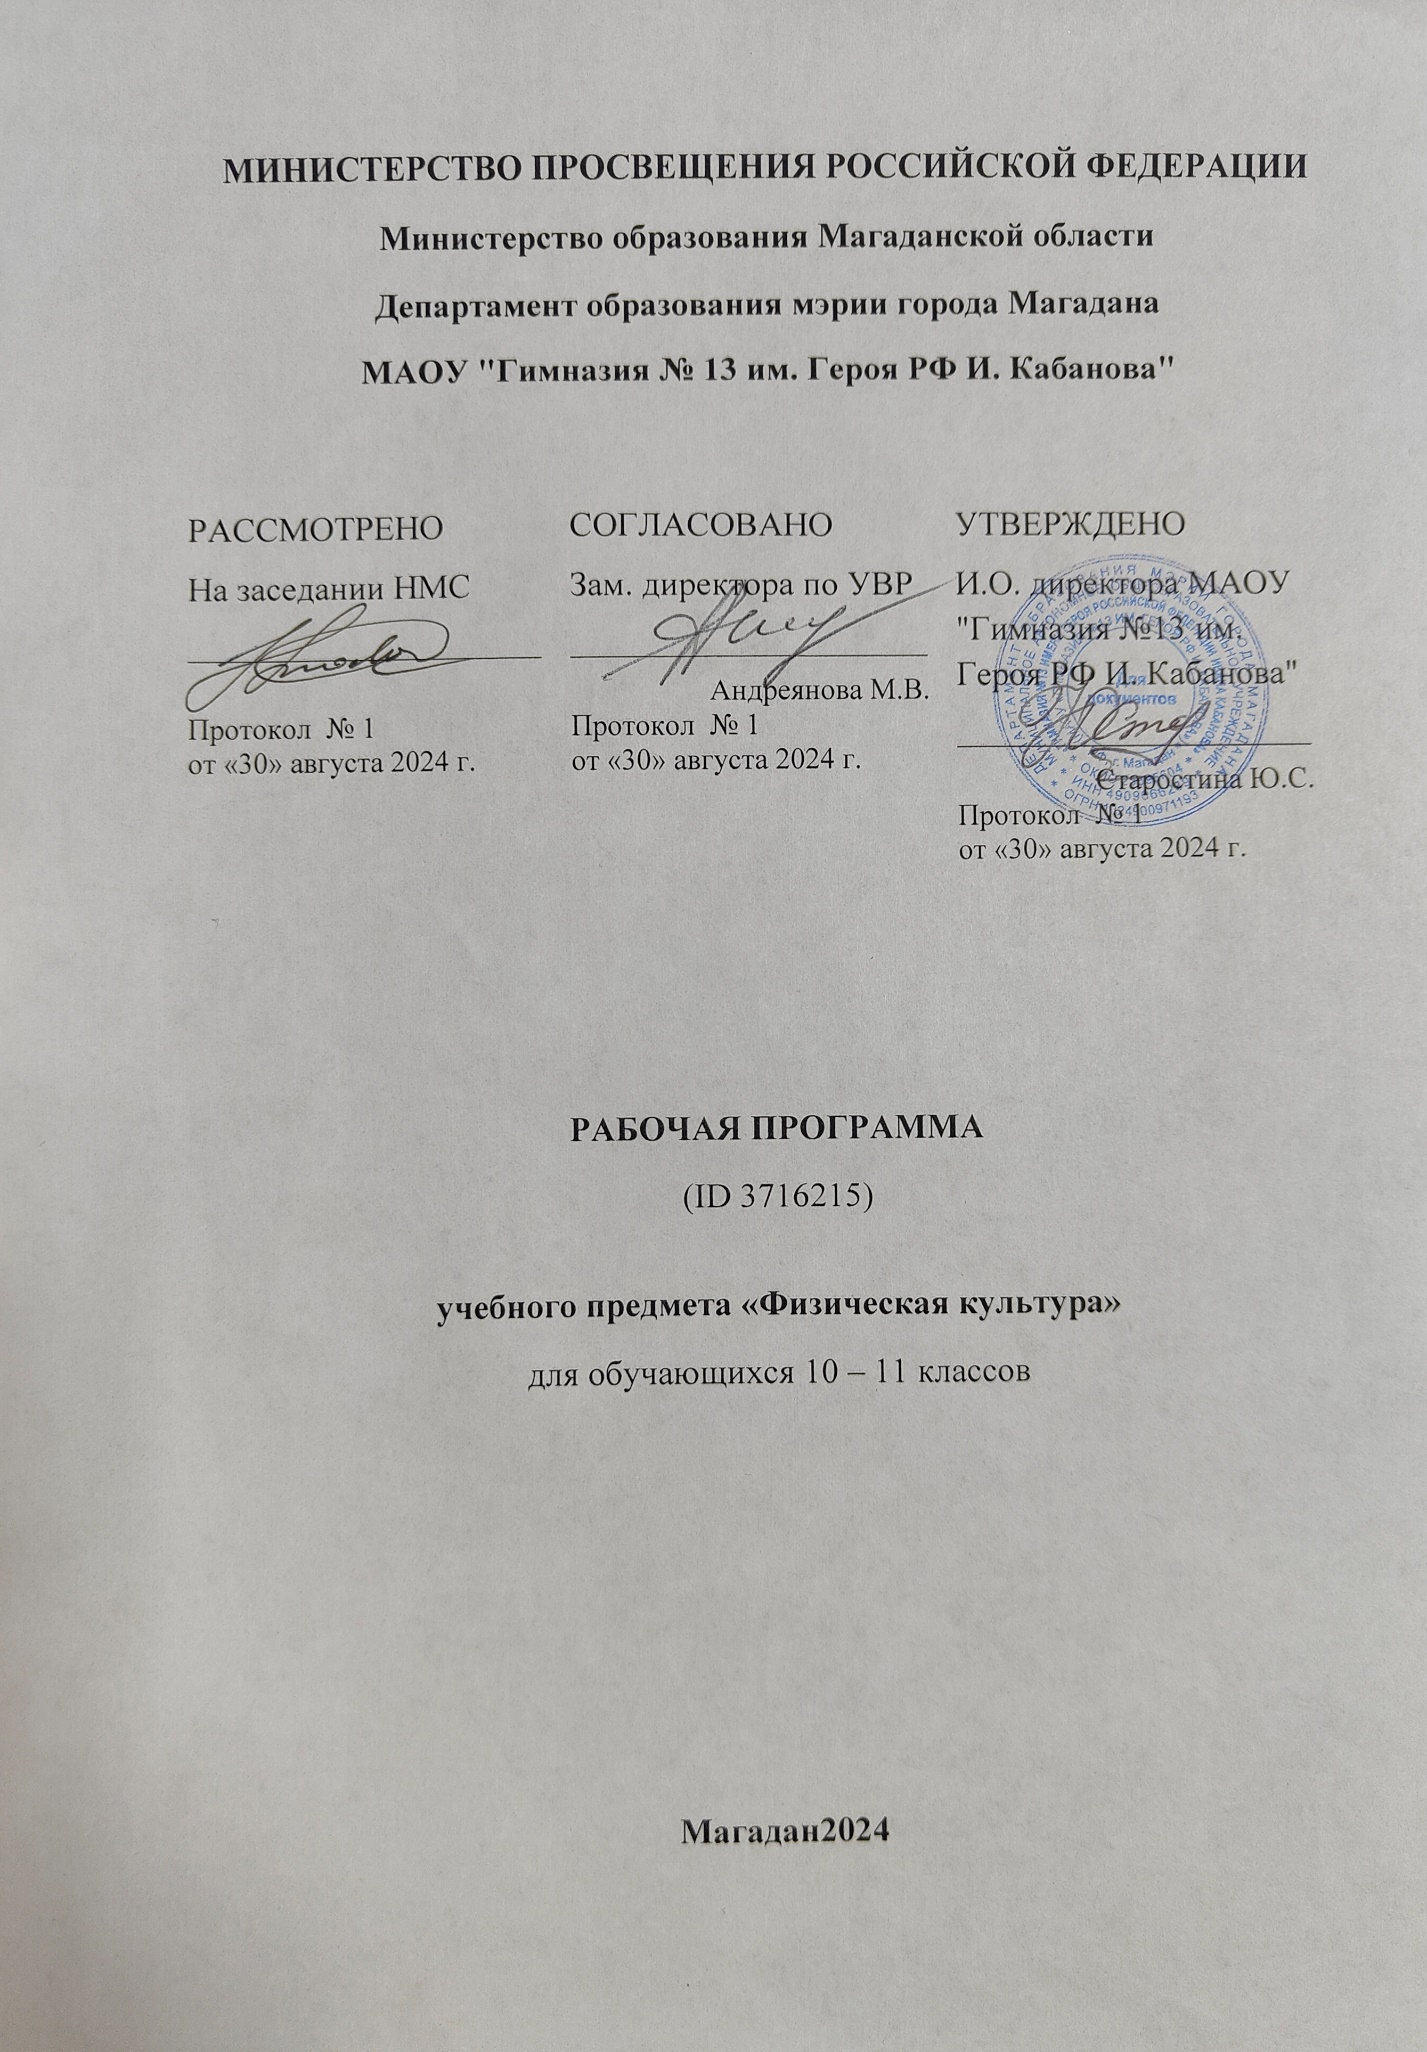 МИНИСТЕРСТВО ПРОСВЕЩЕНИЯ РОССИЙСКОЙ ФЕДЕРАЦИИ
Министерство образования Магаданской области
Департамент образования мэрии города Магадана
МАОУ "Гимназия № 13 им. Героя РФ И. Кабанова"
РАССМОТРЕНО
На заседании НМС
Протокол № 1
от «30» августа 2024 г.
СОГЛАСОВАНО
Зам. директора по УВР
Андреянова М.В.
Протокол № 1
от «30» августа 2024 г.
УТВЕРЖДЕНО
И.О. директора МАОУ
"Гимназия №13 им.
Героя РФ И. Кабанова"
Для
документов
Старостина Ю.С.
Протокол № 1
от «30» августа 2024 г.
РАБОЧАЯ ПРОГРАММА
(ID 3716215)
учебного предмета «Физическая культура»
для обучающихся 10 – 11 классов
Магадан2024